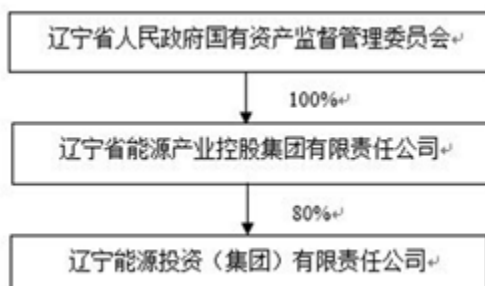 辽宁省人民政府国有资产监督管理委员会
100%
辽宁省能源产业控股集团有限责任公司
80%
辽宁能源投资（集团）有限责任公司